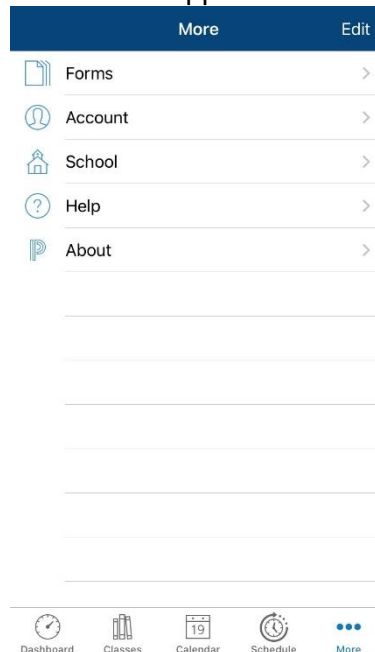 More Edit
Forms
Account
School
Help
About
19
Dashboard Classes Calendar Schedule More